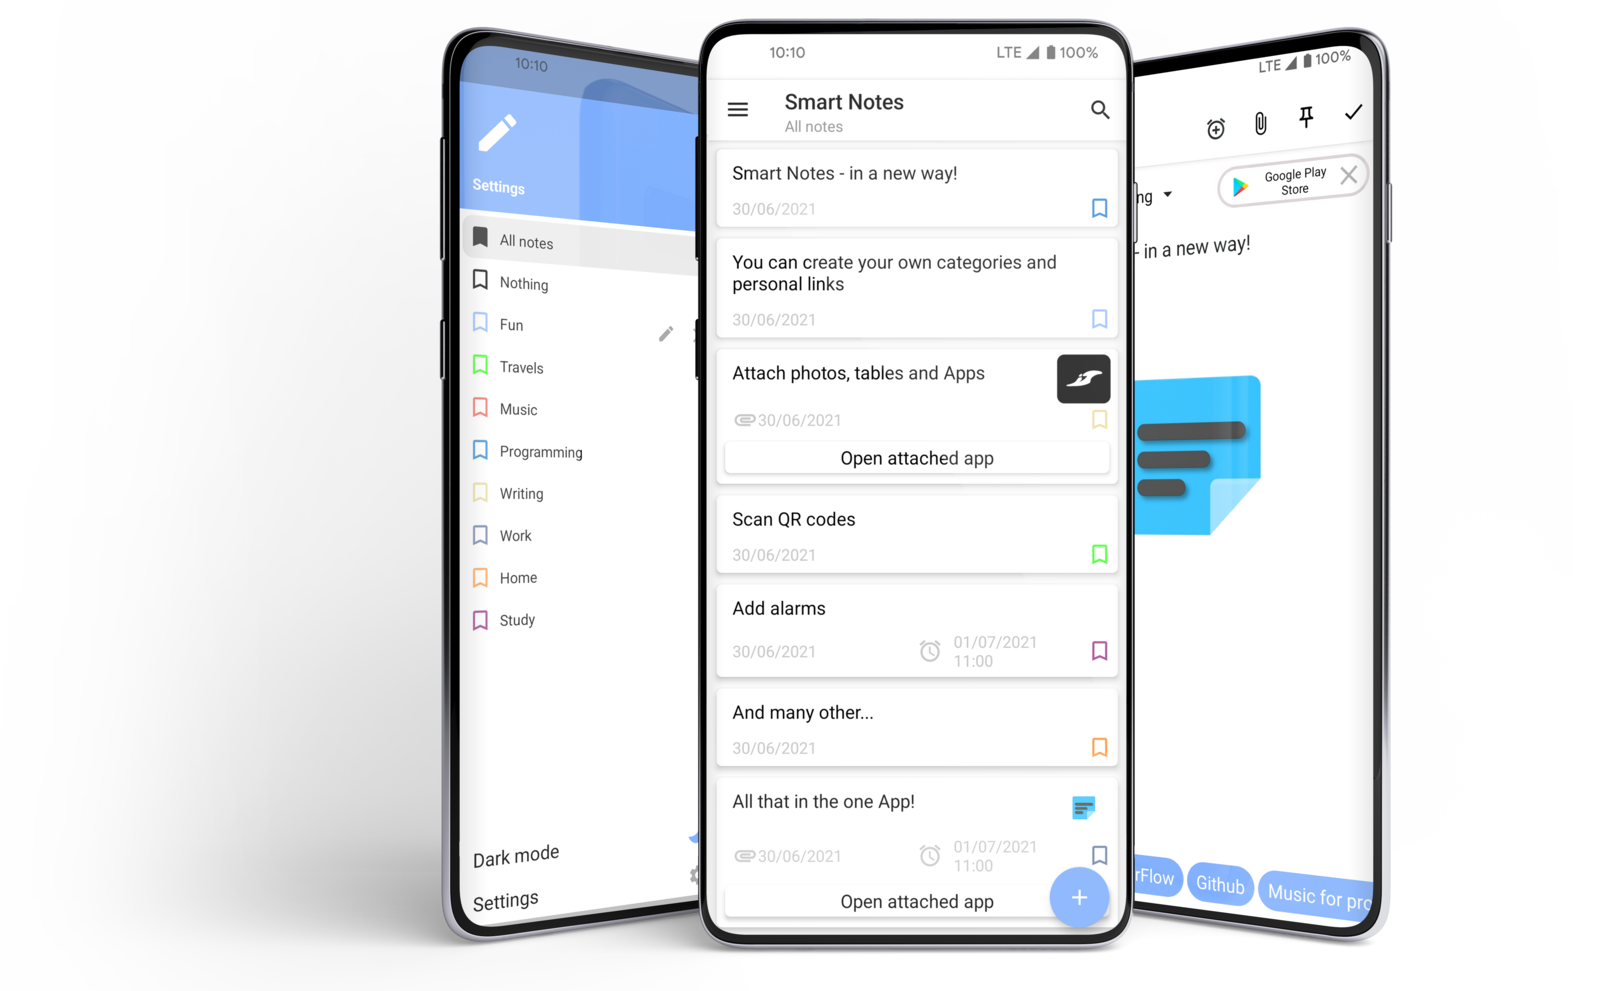 10:10
Settings
All notes
Nothing
Fun
Travels
Music
Programming
Writing
Work
Home
Study
Dark mode
Settings
10:10 LTE 100%
Smart Notes
All notes
Smart Notes - in a new way!
30/06/2021
You can create your own categories and
personal links
30/06/2021
Attach photos, tables and Apps
30/06/2021
Open attached app
Scan QR codes
30/06/2021
Add alarms
30/06/2021
01/07/2021
11:00
And many other...
30/06/2021
All that in the one App!
30/06/2021
01/07/2021
11:00
Open attached app
+
LTE 100%
ng
Google Play
Store
- in a new way!
rFlow
Github
Music for pro